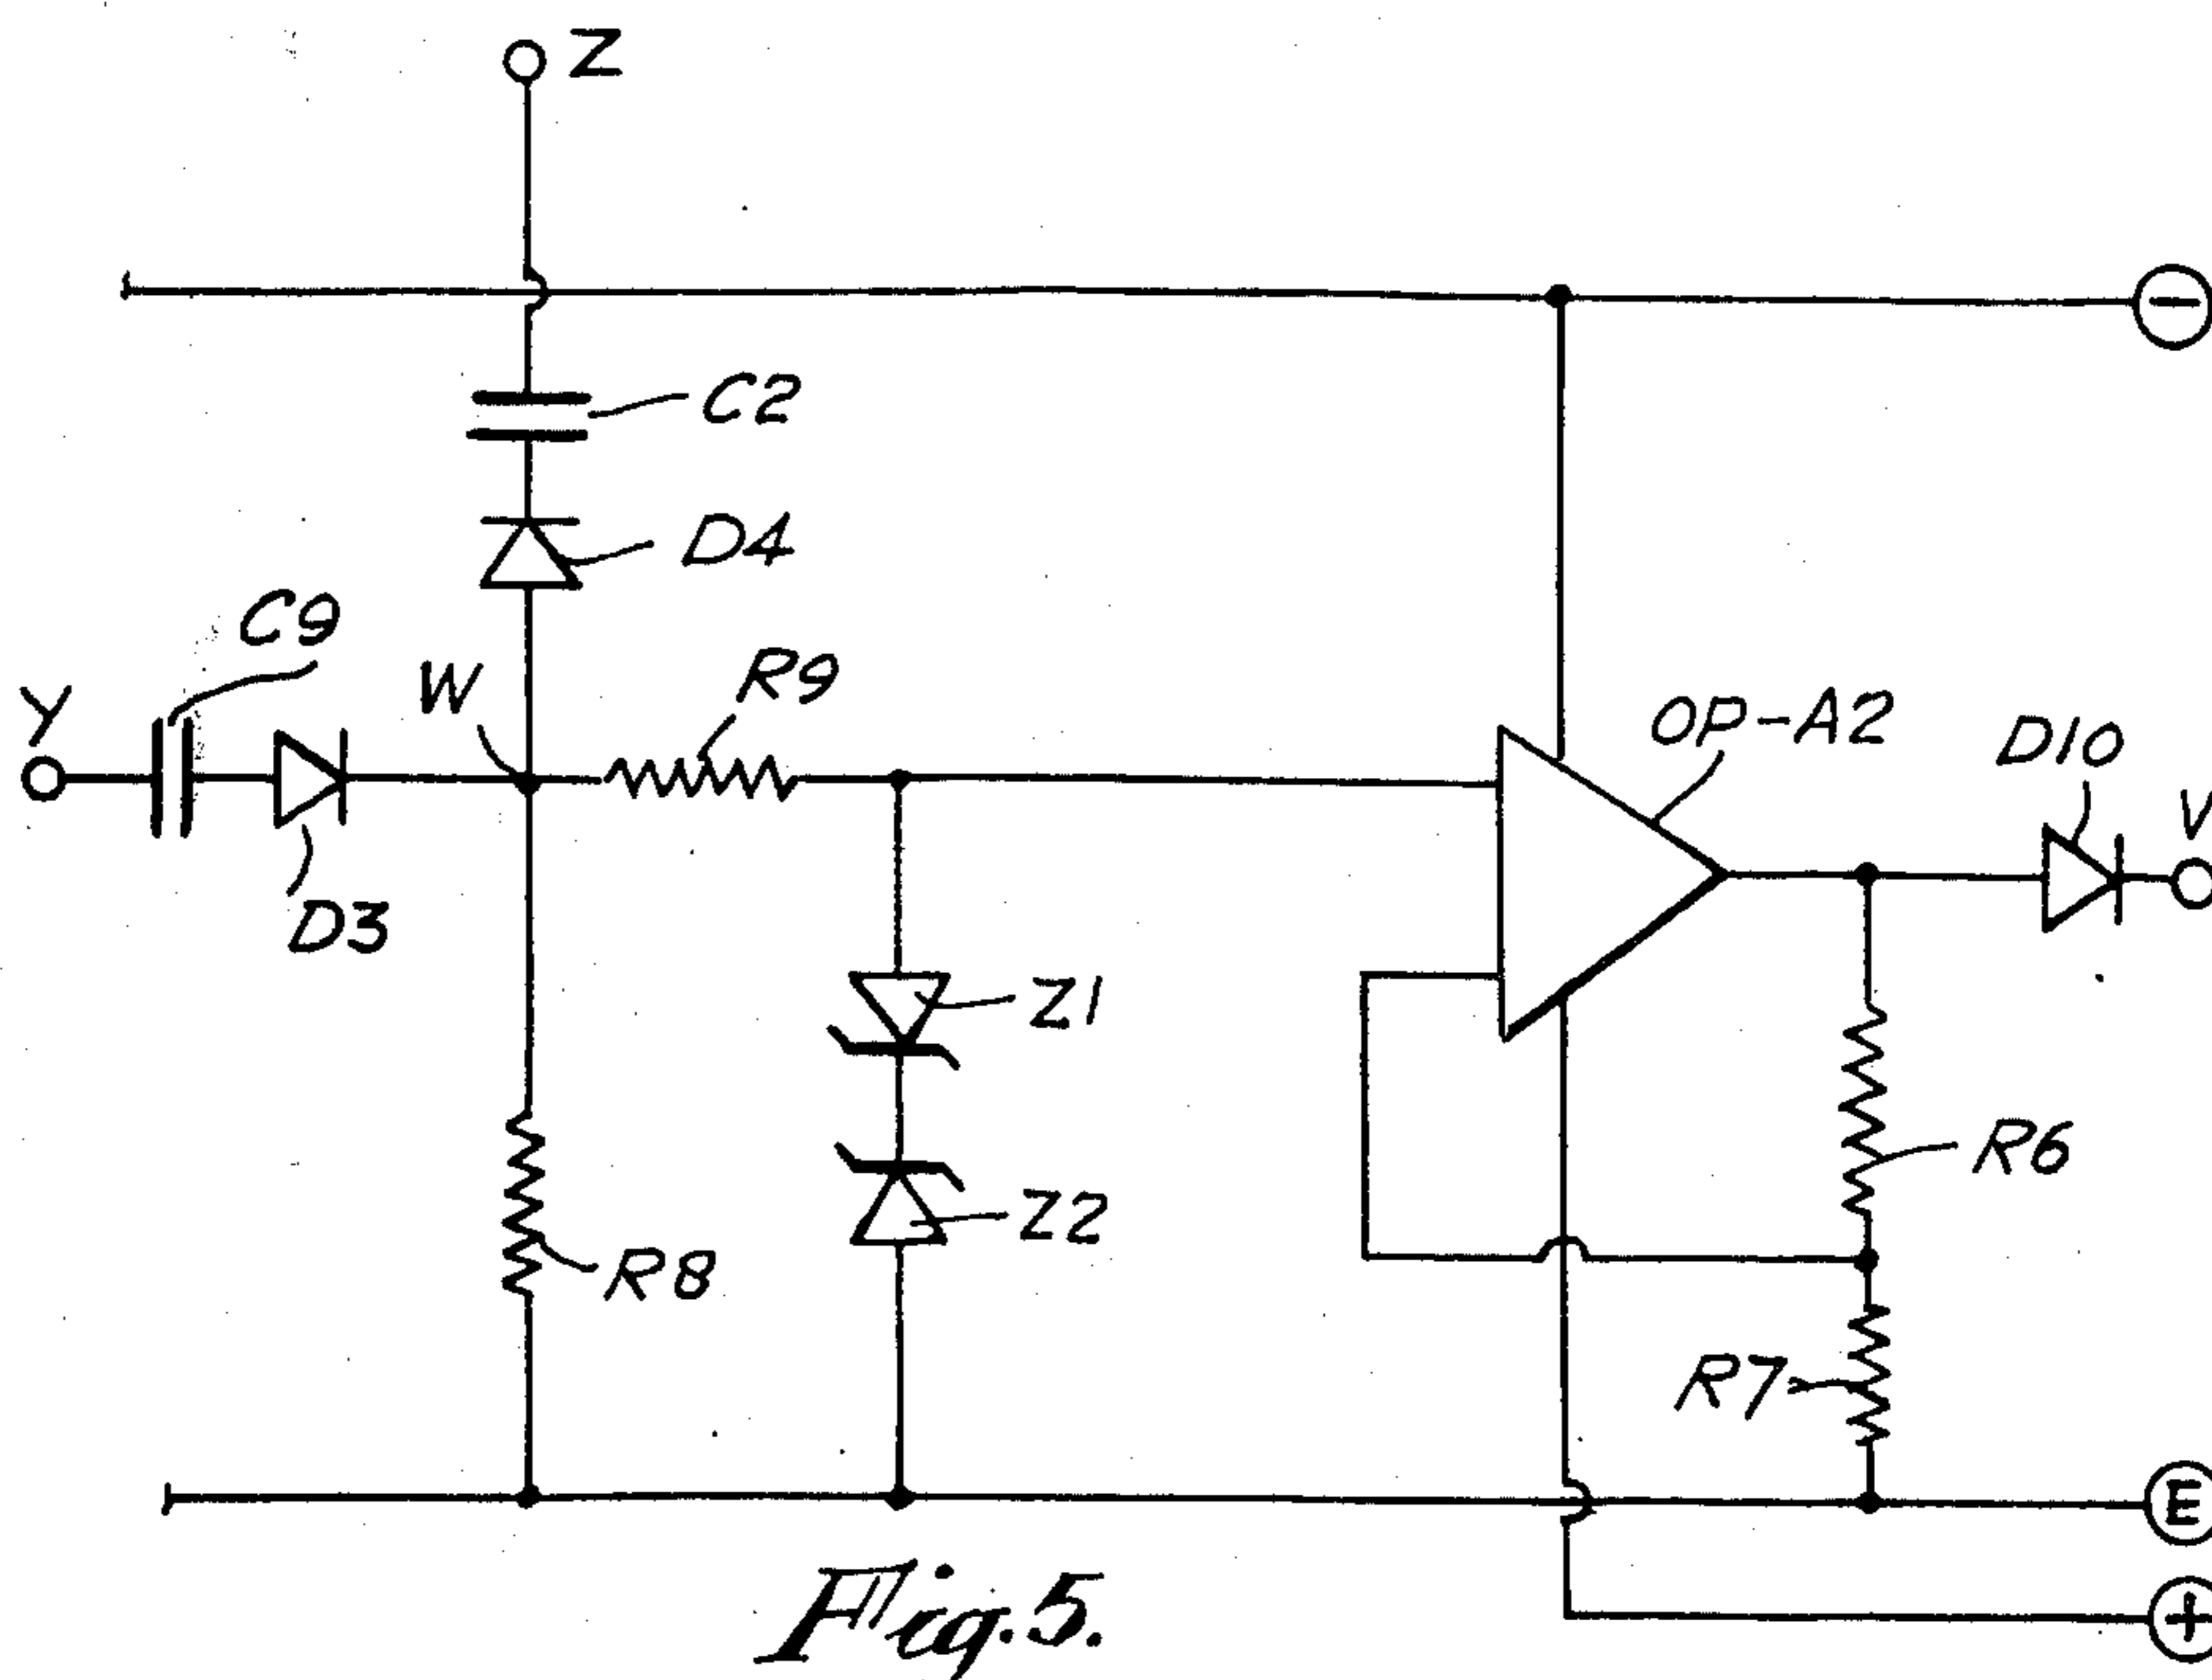 Z
C2
D4
C9
Y
W
R9
OP-A2
D10
V
D3
Z1
Z2
R6
R8
R7
E
Fig. 5.
−
+